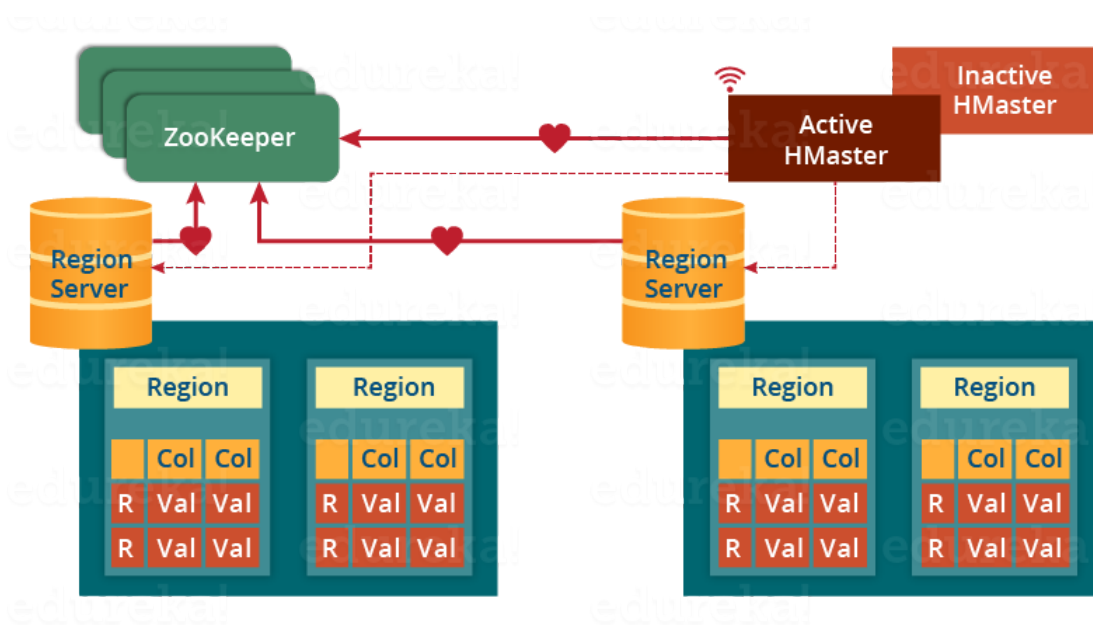 Inactive
HMaster
Active
HMaster
ZooKeeper
Region
Server
Region
Server
Region
Region
Region
Region
Col Col
Col Col
Col Col
Col Col
R Val Val
R Val Val
R Val Val
R Val Val
R Val Val
R Val Val
R Val Val
R Val Val
edureka!